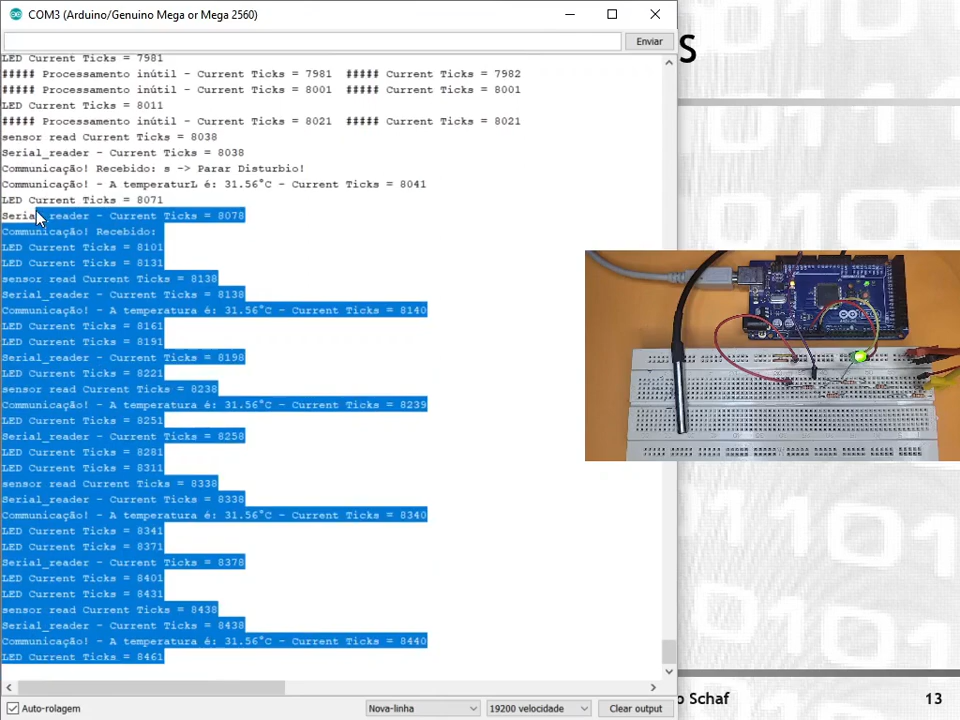 COM3 (Arduino/Genuino Mega or Mega 2560)
Enviar
LED Current Ticks = 7981
##### Processamento inútil - Current Ticks = 7981  ##### Current Ticks = 7982
##### Processamento inútil - Current Ticks = 8001  ##### Current Ticks = 8001
LED Current Ticks = 8011
##### Processamento inútil - Current Ticks = 8021  ##### Current Ticks = 8021
sensor read Current Ticks = 8038
Serial_reader - Current Ticks = 8038
Communicação! Recebido: s -> Parar Disturbio!
Communicação! - A temperaturL é: 31.56°C - Current Ticks = 8041
LED Current Ticks = 8071
Serial_reader - Current Ticks = 8078
Communicação! Recebido:
LED Current Ticks = 8101
LED Current Ticks = 8131
sensor read Current Ticks = 8138
Serial_reader - Current Ticks = 8138
Communicação! - A temperatura é: 31.56°C - Current Ticks = 8140
LED Current Ticks = 8161
LED Current Ticks = 8191
Serial_reader - Current Ticks = 8198
LED Current Ticks = 8221
sensor read Current Ticks = 8238
Communicação! - A temperatura é: 31.56°C - Current Ticks = 8239
LED Current Ticks = 8251
Serial_reader - Current Ticks = 8258
LED Current Ticks = 8281
LED Current Ticks = 8311
sensor read Current Ticks = 8338
Serial_reader - Current Ticks = 8338
Communicação! - A temperatura é: 31.56°C - Current Ticks = 8340
LED Current Ticks = 8341
LED Current Ticks = 8371
Serial_reader - Current Ticks = 8378
LED Current Ticks = 8401
LED Current Ticks = 8431
sensor read Current Ticks = 8438
Serial_reader - Current Ticks = 8438
Communicação! - A temperatura é: 31.56°C - Current Ticks = 8440
LED Current Ticks = 8461
Auto-rolagem
Nova-linha
19200 velocidade
Clear output
s
o Schaf
13